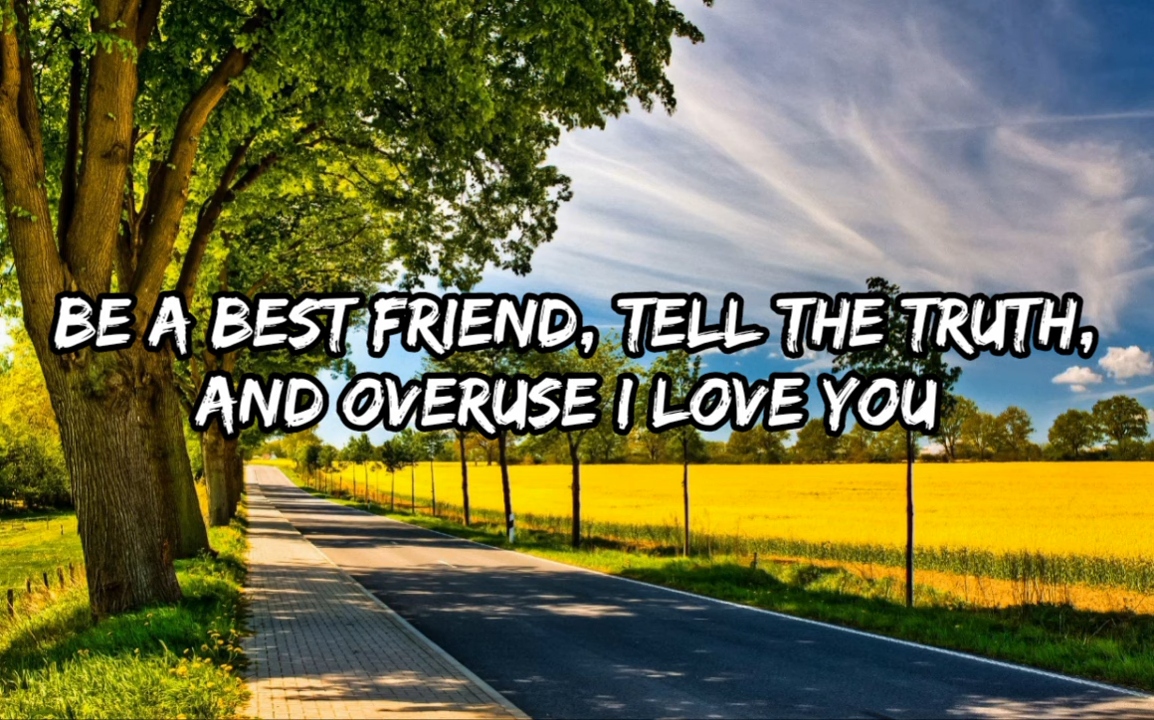 BE A BEST FRIEND, TELL THE TRUTH,
AND OVERUSE I LOVE YOU